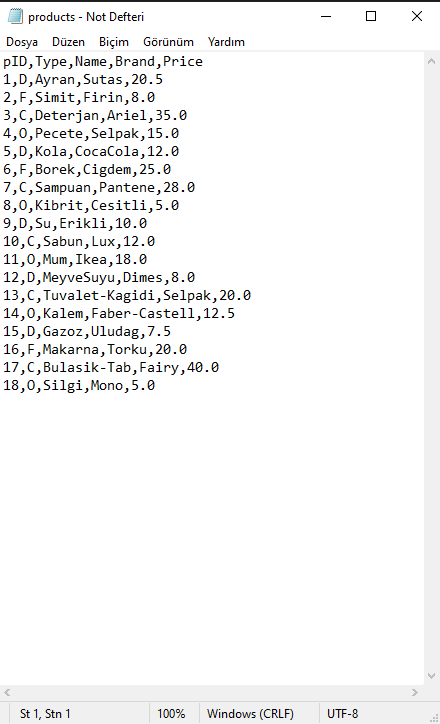 products - Not Defteri
Dosya Düzen Biçim Görünüm Yardım
pID,Type,Name,Brand,Price
1,D,Ayran,Sutas,20.5
2,F,Simit,Firin,8.0
3,C,Deterjan,Ariel,35.0
4,O,Pecete,Selpak,15.0
5,D,Kola,CocaCola,12.0
6,F,Borek,Cigdem,25.0
7,C,Sampuan,Pantene,28.0
8,O,Kibrit,Cesitli,5.0
9,D,Su,Erikli,10.0
10,C,Sabun,Lux,12.0
11,O,Mum,Ikea,18.0
12,D,MeyveSuyu,Dimes,8.0
13,C,Tuvalet-Kagidi,Selpak,20.0
14,O,Kalem,Faber-Castell,12.5
15,D,Gazoz,Uludag,7.5
16,F,Makarna,Torku,20.0
17,C,Bulasik-Tab,Fairy,40.0
18,O,Silgi,Mono,5.0
St 1, Stn 1 100% Windows (CRLF) UTF-8